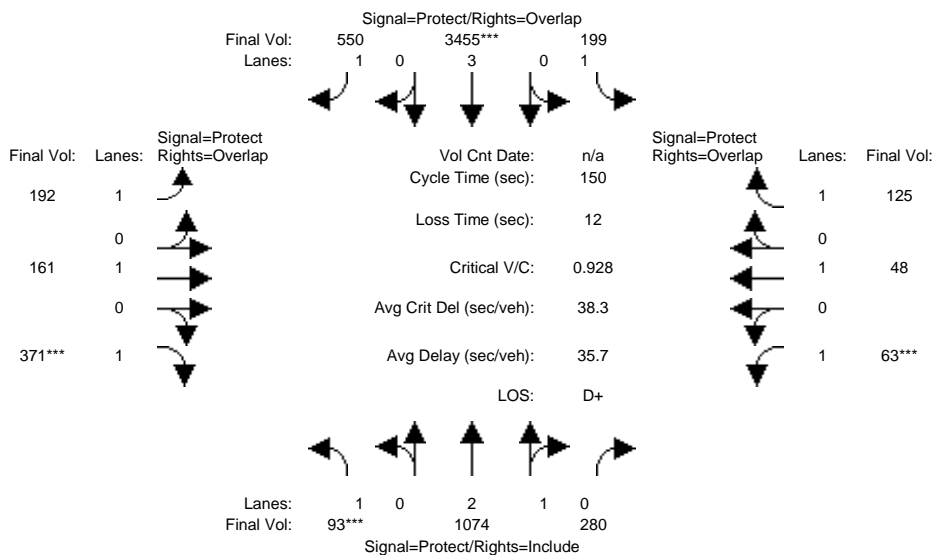 Signal=Protect/Rights=Overlap
Final Vol: 550 3455*** 199
Lanes: 1 0 3 0 1
Signal=Protect Signal=Protect
Final Vol: Lanes: Rights=Overlap Vol Cnt Date: n/a Rights=Overlap Lanes: Final Vol:
Cycle Time (sec): 150
192 1 1 125
Loss Time (sec): 12
0 0
161 1 Critical V/C: 0.928 1 48
0 Avg Crit Del (sec/veh): 38.3 0
371*** 1 Avg Delay (sec/veh): 35.7 1 63***
LOS: D+
Lanes: 1 0 2 1 0
Final Vol: 93*** 1074 280
Signal=Protect/Rights=Include